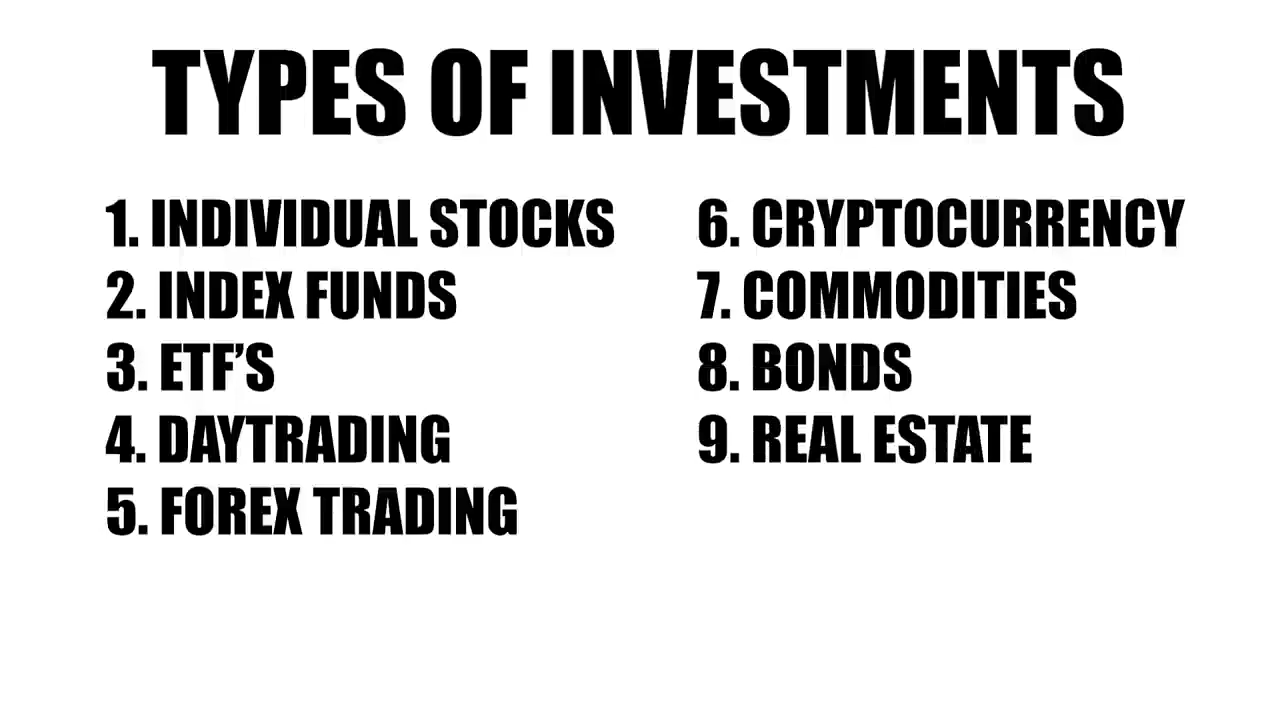 TYPES OF INVESTMENTS
1. INDIVIDUAL STOCKS
2. INDEX FUNDS
3. ETF'S
4. DAYTRADING
5. FOREX TRADING
6. CRYPTOCURRENCY
7. COMMODITIES
8. BONDS
9. REAL ESTATE